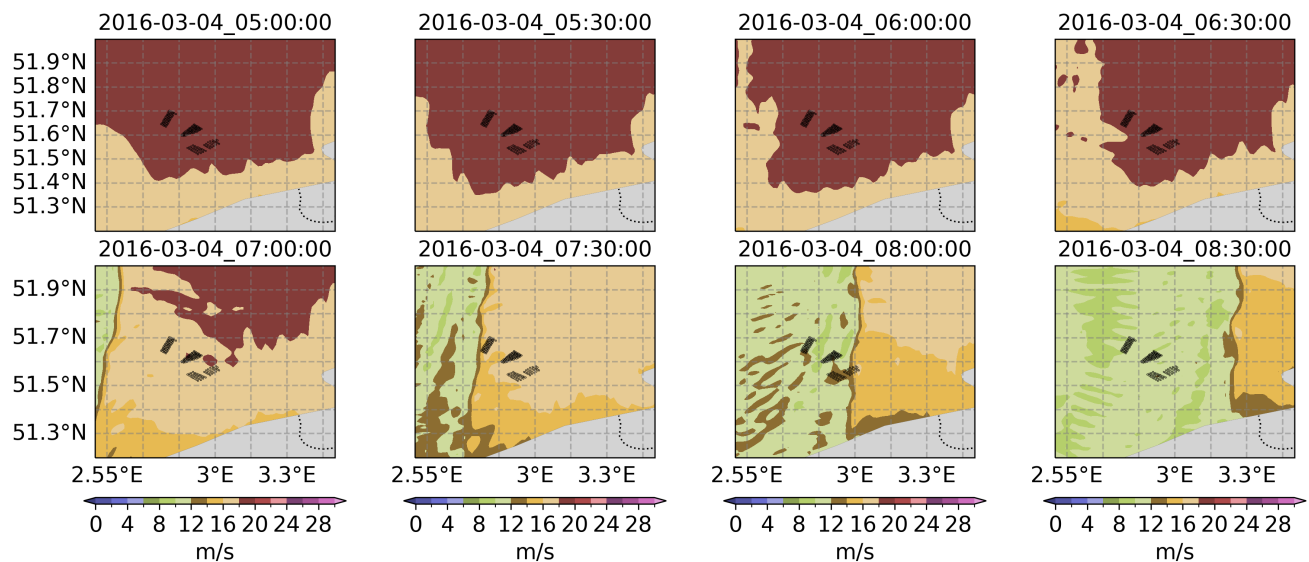 2016-03-04_05:00:00 2016-03-04_05:30:00 2016-03-04_06:00:00 2016-03-04_06:30:00
51.9°N
51.8°N
51.7°N
51.6°N
51.5°N
51.4°N
51.3°N
2016-03-04_07:00:00 2016-03-04_07:30:00 2016-03-04_08:00:00 2016-03-04_08:30:00
51.9°N
51.7°N
51.5°N
51.3°N
2.55°E 3°E 3.3°E 2.55°E 3°E 3.3°E 2.55°E 3°E 3.3°E 2.55°E 3°E 3.3°E
0 4 8 12 16 20 24 28 0 4 8 12 16 20 24 28 0 4 8 12 16 20 24 28 0 4 8 12 16 20 24 28
m/s m/s m/s m/s